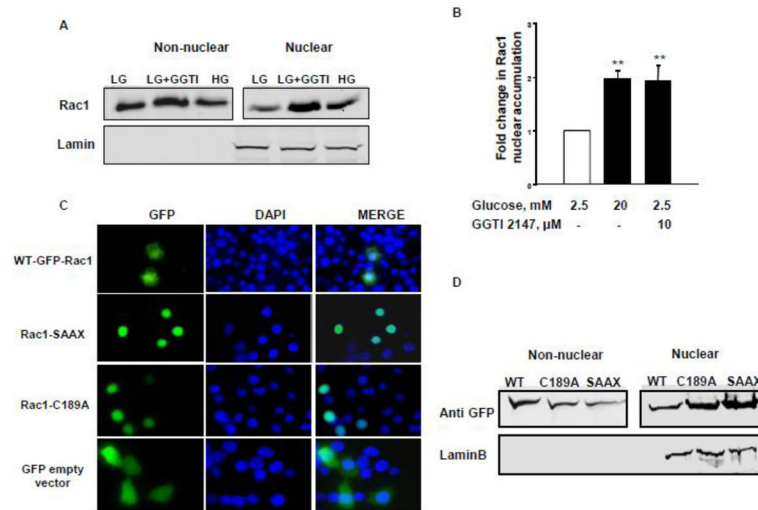 A
Non-nuclear Nuclear
LG LG+GGTI HG LG LG+GGTI HG
Rac1
Lamin
B
Fold change in Rac1
nuclear accumulation
3
2
1
0
** **
Glucose, mM 2.5 20 2.5
GGTI 2147, µM - - 10
C
GFP DAPI MERGE
WT-GFP-Rac1
Rac1-SAAX
Rac1-C189A
GFP empty
vector
D
Non-nuclear Nuclear
WT C189A SAAX WT C189A SAAX
Anti GFP
LaminB